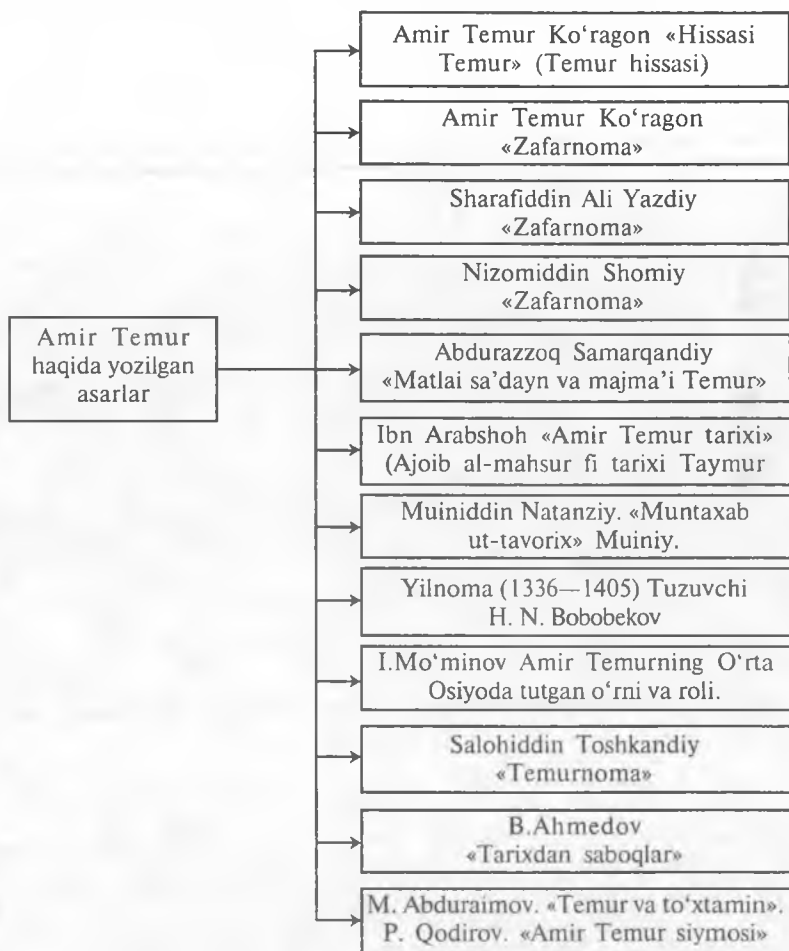 Amir Temur Ko‘ragon «Hissasi
Temur» (Temur hissasi)
Amir Temur Ko‘ragon
«Zafarnoma»
Sharafiddin Ali Yazdiy
«Zafarnoma»
Nizomiddin Shomiy
«Zafarnoma»
Amir Temur
haqida yozilgan
asarlar
Abdurazzoq Samarqandiy
«Matlai sa’dayn va majma’i Temur»
Ibn Arabshoh «Amir Temur tarixi»
(Ajoib al-mahsur fi tarixi Taymur
Muiniddin Natanziy. «Muntaxab
ut-tavorix» Muiniy.
Yilnoma (1336—1405) Tuzuvchi
H. N. Bobobekov
I.Mo‘minov Amir Temurning O‘rta
Osiyoda tutgan o‘rni va roli.
Salohiddin Toshkandiy
«Temurnoma»
B.Ahmedov
«Tarixdan saboqlar»
M. Abduraimov. «Temur va to‘xtamin».
P. Qodirov. «Amir Temur siymosi»